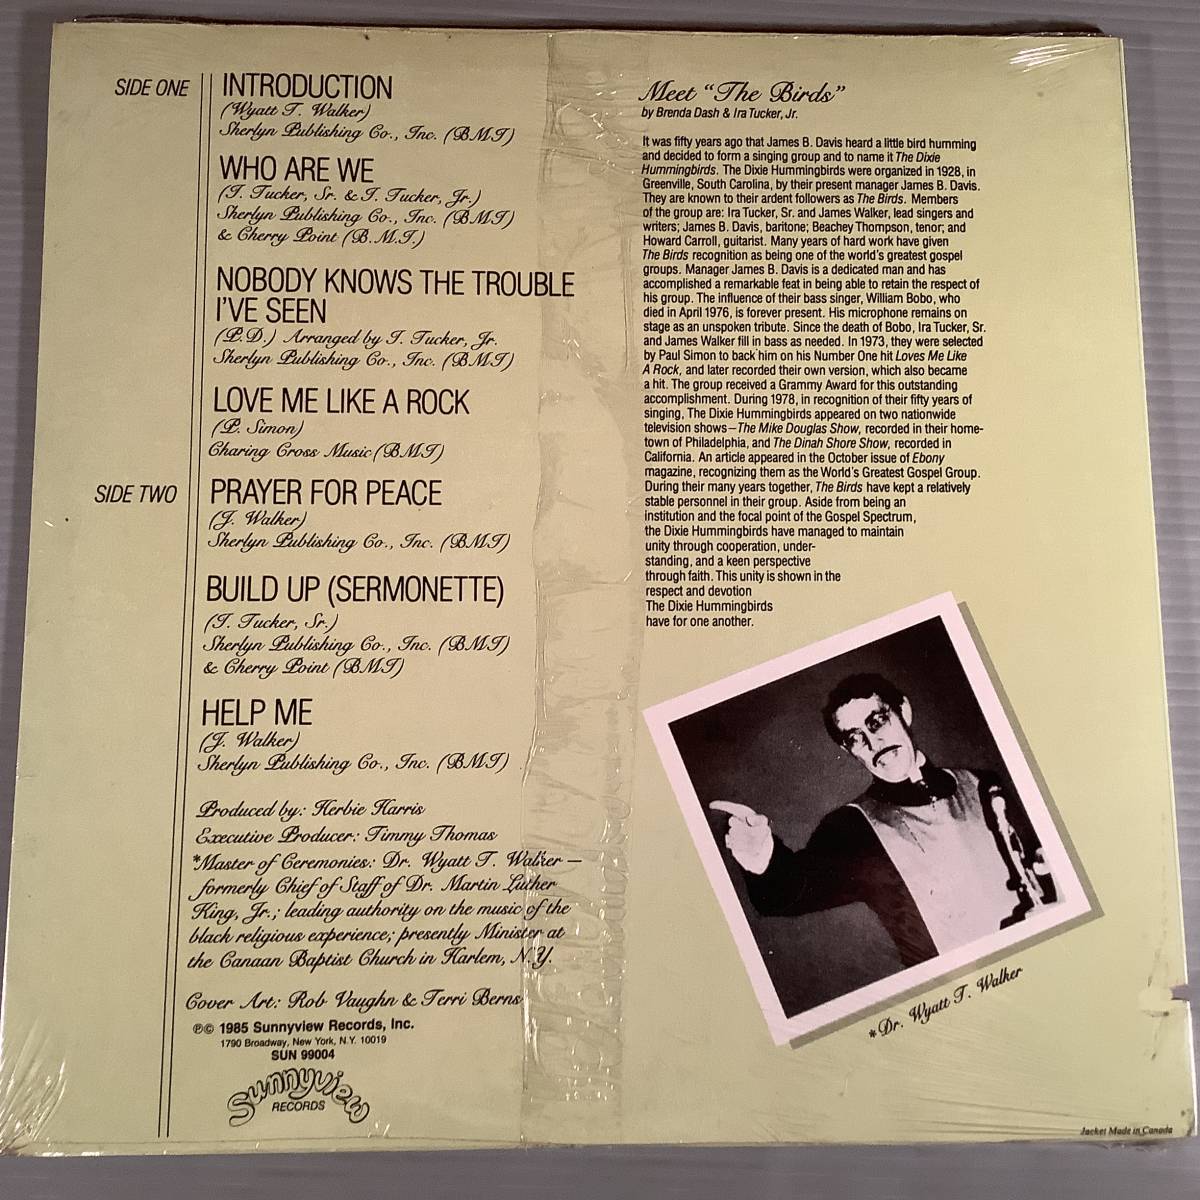 SIDE ONE
INTRODUCTION
(Wyatt T. Walker)
Sherlyn Publishing Co., Inc. (BMI)
WHO ARE WE
(I. Tucker, Sr. & I. Tucker, Jr.)
Sherlyn Publishing Co., Inc. (BMI)
& Cherry Point (B.M.I.)
NOBODY KNOWS THE TROUBLE
I'VE SEEN
(P.D.) Arranged by I. Tucker, Jr.
Sherlyn Publishing Co., Inc. (BMI)
LOVE ME LIKE A ROCK
(P. Simon)
Charing Cross Music (BMI)
SIDE TWO
PRAYER FOR PEACE
(J. Walker)
Sherlyn Publishing Co., Inc. (BMI)
BUILD UP (SERMONETTE)
(I. Tucker, Sr.)
Sherlyn Publishing Co., Inc. (BMI)
& Cherry Point (BMI)
HELP ME
(J. Walker)
Sherlyn Publishing Co., Inc. (BMI)
Produced by: Herbie Harris
Executive Producer: Timmy Thomas
*Master of Ceremonies: Dr. Wyatt T. Walker —
formerly Chief of Staff of Dr. Martin Luther
King, Jr.; leading authority on the music of the
black religious experience; presently Minister at
the Canaan Baptist Church in Harlem, N.Y.
Cover Art: Rob Vaughn & Terri Berns
℗© 1985 Sunnyview Records, Inc.
1790 Broadway, New York, N.Y. 10019
SUN 99004
Sunnyview
RECORDS
Meet “The Birds”
by Brenda Dash & Ira Tucker, Jr.
It was fifty years ago that James B. Davis heard a little bird humming
and decided to form a singing group and to name it The Dixie
Hummingbirds. The Dixie Hummingbirds were organized in 1928, in
Greenville, South Carolina, by their present manager James B. Davis.
They are known to their ardent followers as The Birds. Members
of the group are: Ira Tucker, Sr. and James Walker, lead singers and
writers; James B. Davis, baritone; Beachey Thompson, tenor; and
Howard Carroll, guitarist. Many years of hard work have given
The Birds recognition as being one of the world's greatest gospel
groups. Manager James B. Davis is a dedicated man and has
accomplished a remarkable feat in being able to retain the respect of
his group. The influence of their bass singer, William Bobo, who
died in April 1976, is forever present. His microphone remains on
stage as an unspoken tribute. Since the death of Bobo, Ira Tucker, Sr.
and James Walker fill in bass as needed. In 1973, they were selected
by Paul Simon to back him on his Number One hit Loves Me Like
A Rock, and later recorded their own version, which also became
a hit. The group received a Grammy Award for this outstanding
accomplishment. During 1978, in recognition of their fifty years of
singing, The Dixie Hummingbirds appeared on two nationwide
television shows—The Mike Douglas Show, recorded in their home-
town of Philadelphia, and The Dinah Shore Show, recorded in
California. An article appeared in the October issue of Ebony
magazine, recognizing them as the World's Greatest Gospel Group.
During their many years together, The Birds have kept a relatively
stable personnel in their group. Aside from being an
institution and the focal point of the Gospel Spectrum,
the Dixie Hummingbirds have managed to maintain
unity through cooperation, under-
standing, and a keen perspective
through faith. This unity is shown in the
respect and devotion
The Dixie Hummingbirds
have for one another.
*Dr. Wyatt T. Walker
Jacket Made in Canada